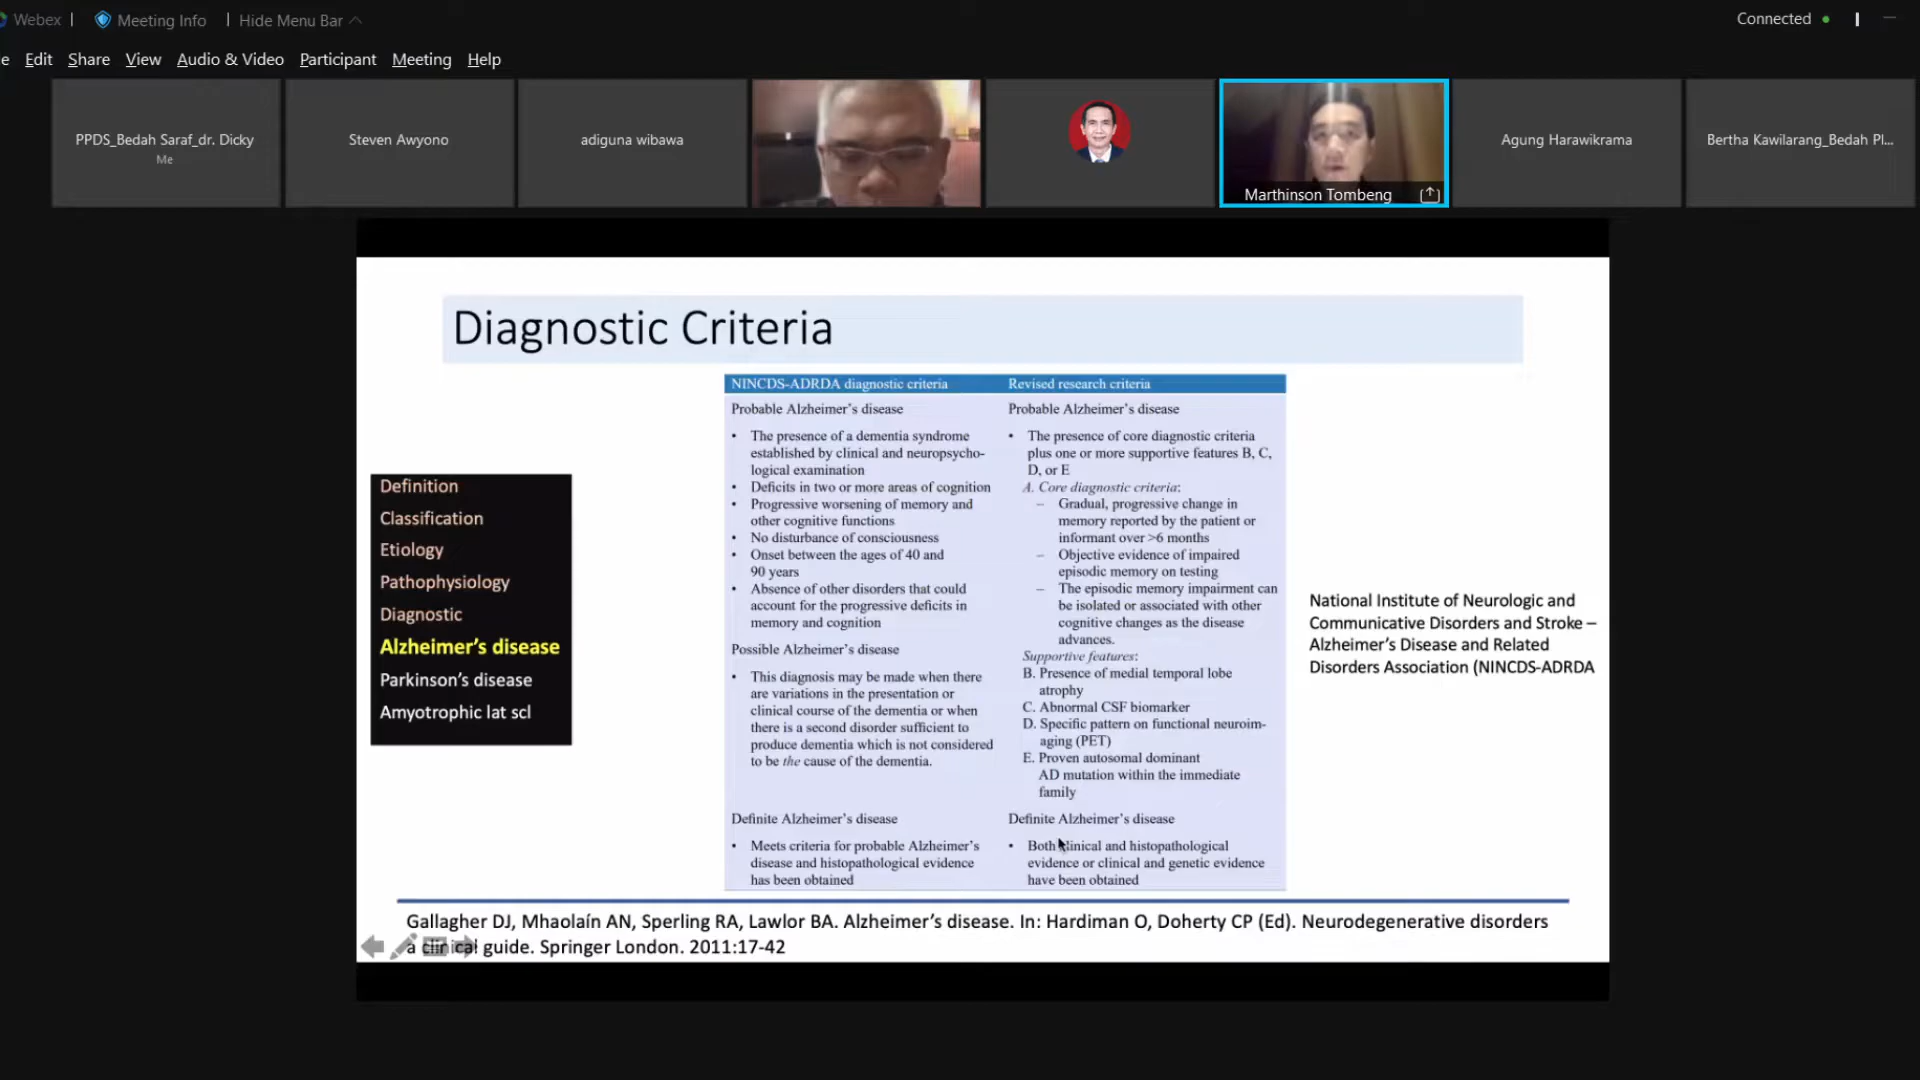 Webex | Meeting Info | Hide Menu Bar
Connected
Edit Share View Audio & Video Participant Meeting Help
PPDS_Bedah Saraf_dr. Dicky
Me
Steven Awyono
adiguna wibawa
Marthinson Tombeng
Agung Harawikrama
Bertha Kawilarang_Bedah Pl...
Diagnostic Criteria
Definition
Classification
Etiology
Pathophysiology
Diagnostic
Alzheimer’s disease
Parkinson’s disease
Amyotrophic lat scl
NINCDS-ADRDA diagnostic criteria
Probable Alzheimer’s disease
• The presence of a dementia syndrome
established by clinical and neuropsycho-
logical examination
• Deficits in two or more areas of cognition
• Progressive worsening of memory and
other cognitive functions
• No disturbance of consciousness
• Onset between the ages of 40 and
90 years
• Absence of other disorders that could
account for the progressive deficits in
memory and cognition
Possible Alzheimer’s disease
• This diagnosis may be made when there
are variations in the presentation or
clinical course of the dementia or when
there is a second disorder sufficient to
produce dementia which is not considered
to be the cause of the dementia.
Definite Alzheimer’s disease
• Meets criteria for probable Alzheimer’s
disease and histopathological evidence
has been obtained
Revised research criteria
Probable Alzheimer’s disease
• The presence of core diagnostic criteria
plus one or more supportive features B, C,
D, or E
A. Core diagnostic criteria:
– Gradual, progressive change in
memory reported by the patient or
informant over >6 months
– Objective evidence of impaired
episodic memory on testing
– The episodic memory impairment can
be isolated or associated with other
cognitive changes as the disease
advances.
Supportive features:
B. Presence of medial temporal lobe
atrophy
C. Abnormal CSF biomarker
D. Specific pattern on functional neuroim-
aging (PET)
E. Proven autosomal dominant
AD mutation within the immediate
family
Definite Alzheimer’s disease
• Both clinical and histopathological
evidence or clinical and genetic evidence
have been obtained
National Institute of Neurologic and
Communicative Disorders and Stroke –
Alzheimer’s Disease and Related
Disorders Association (NINCDS-ADRDA
Gallagher DJ, Mhaolaín AN, Sperling RA, Lawlor BA. Alzheimer’s disease. In: Hardiman O, Doherty CP (Ed). Neurodegenerative disorders
a clinical guide. Springer London. 2011:17-42